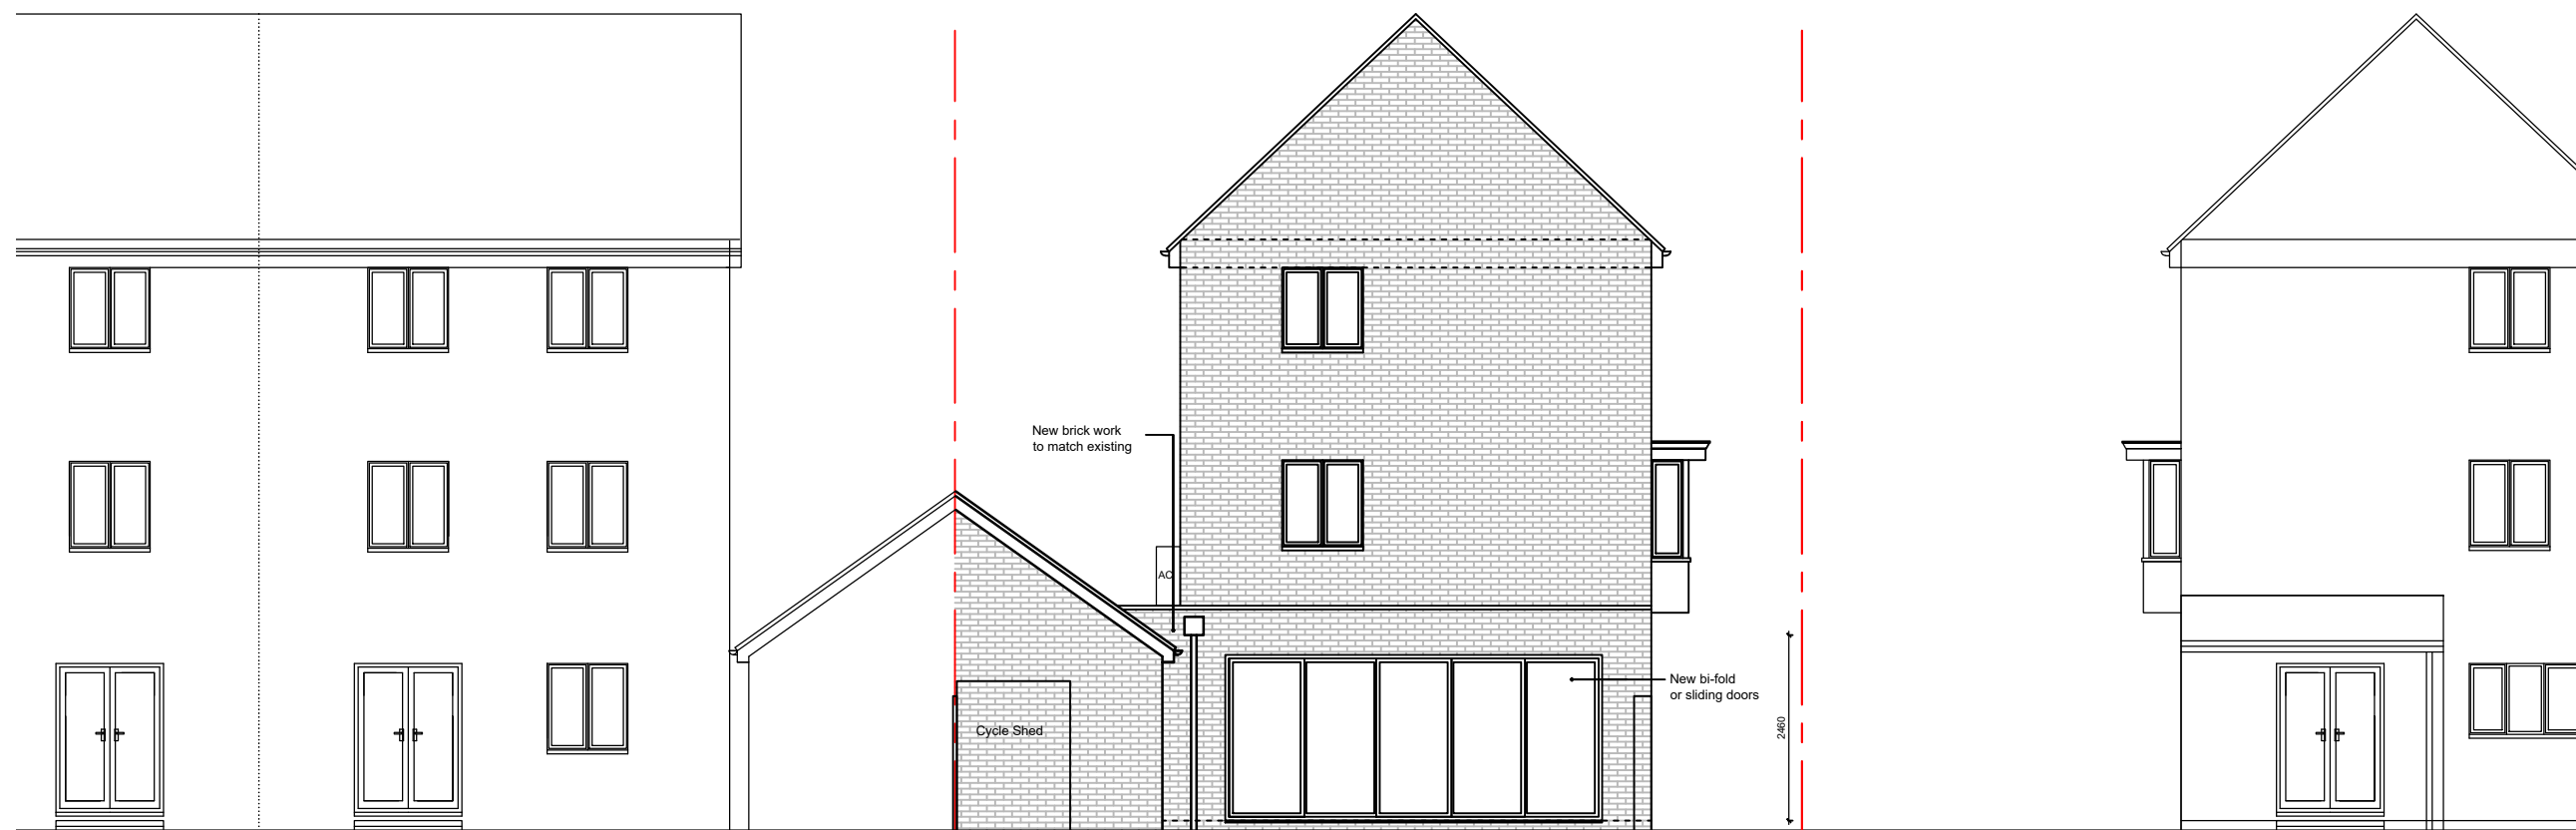 New brick work
to match existing
AC
New bi-fold
or sliding doors
Cycle Shed
2460